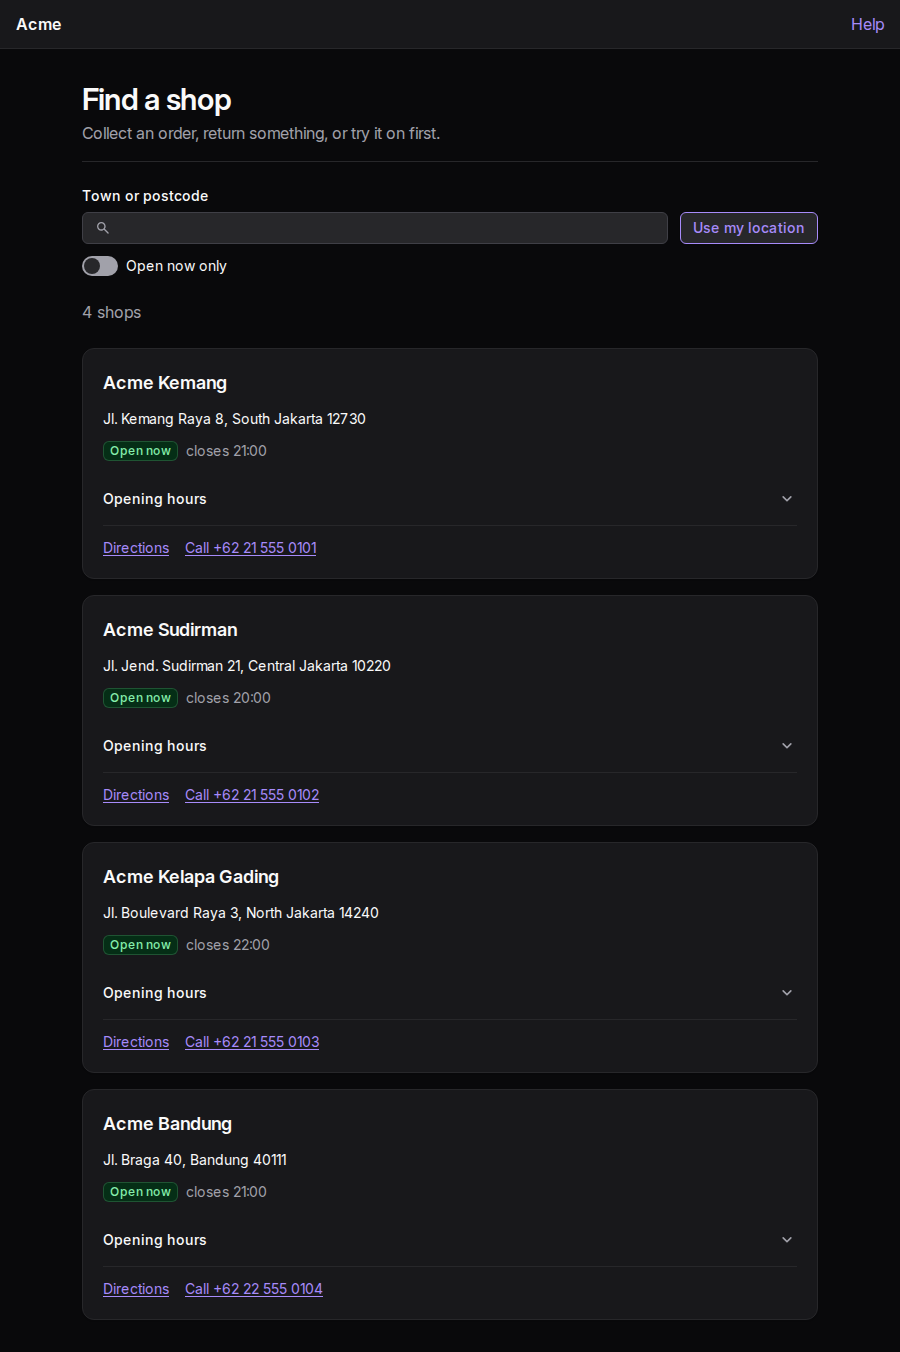 Acme
Help
Find a shop
Collect an order, return something, or try it on first.
Town or postcode
Use my location
Open now only
4 shops
Acme Kemang
Jl. Kemang Raya 8, South Jakarta 12730
Open now closes 21:00
Opening hours
Directions Call +62 21 555 0101
Acme Sudirman
Jl. Jend. Sudirman 21, Central Jakarta 10220
Open now closes 20:00
Opening hours
Directions Call +62 21 555 0102
Acme Kelapa Gading
Jl. Boulevard Raya 3, North Jakarta 14240
Open now closes 22:00
Opening hours
Directions Call +62 21 555 0103
Acme Bandung
Jl. Braga 40, Bandung 40111
Open now closes 21:00
Opening hours
Directions Call +62 22 555 0104